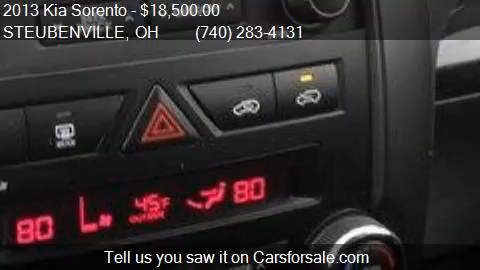 2013 Kia Sorento - $18,500.00
STEUBENVILLE, OH (740) 283-4131
80 45°F 80
OUTSIDE
Tell us you saw it on Carsforsale.com